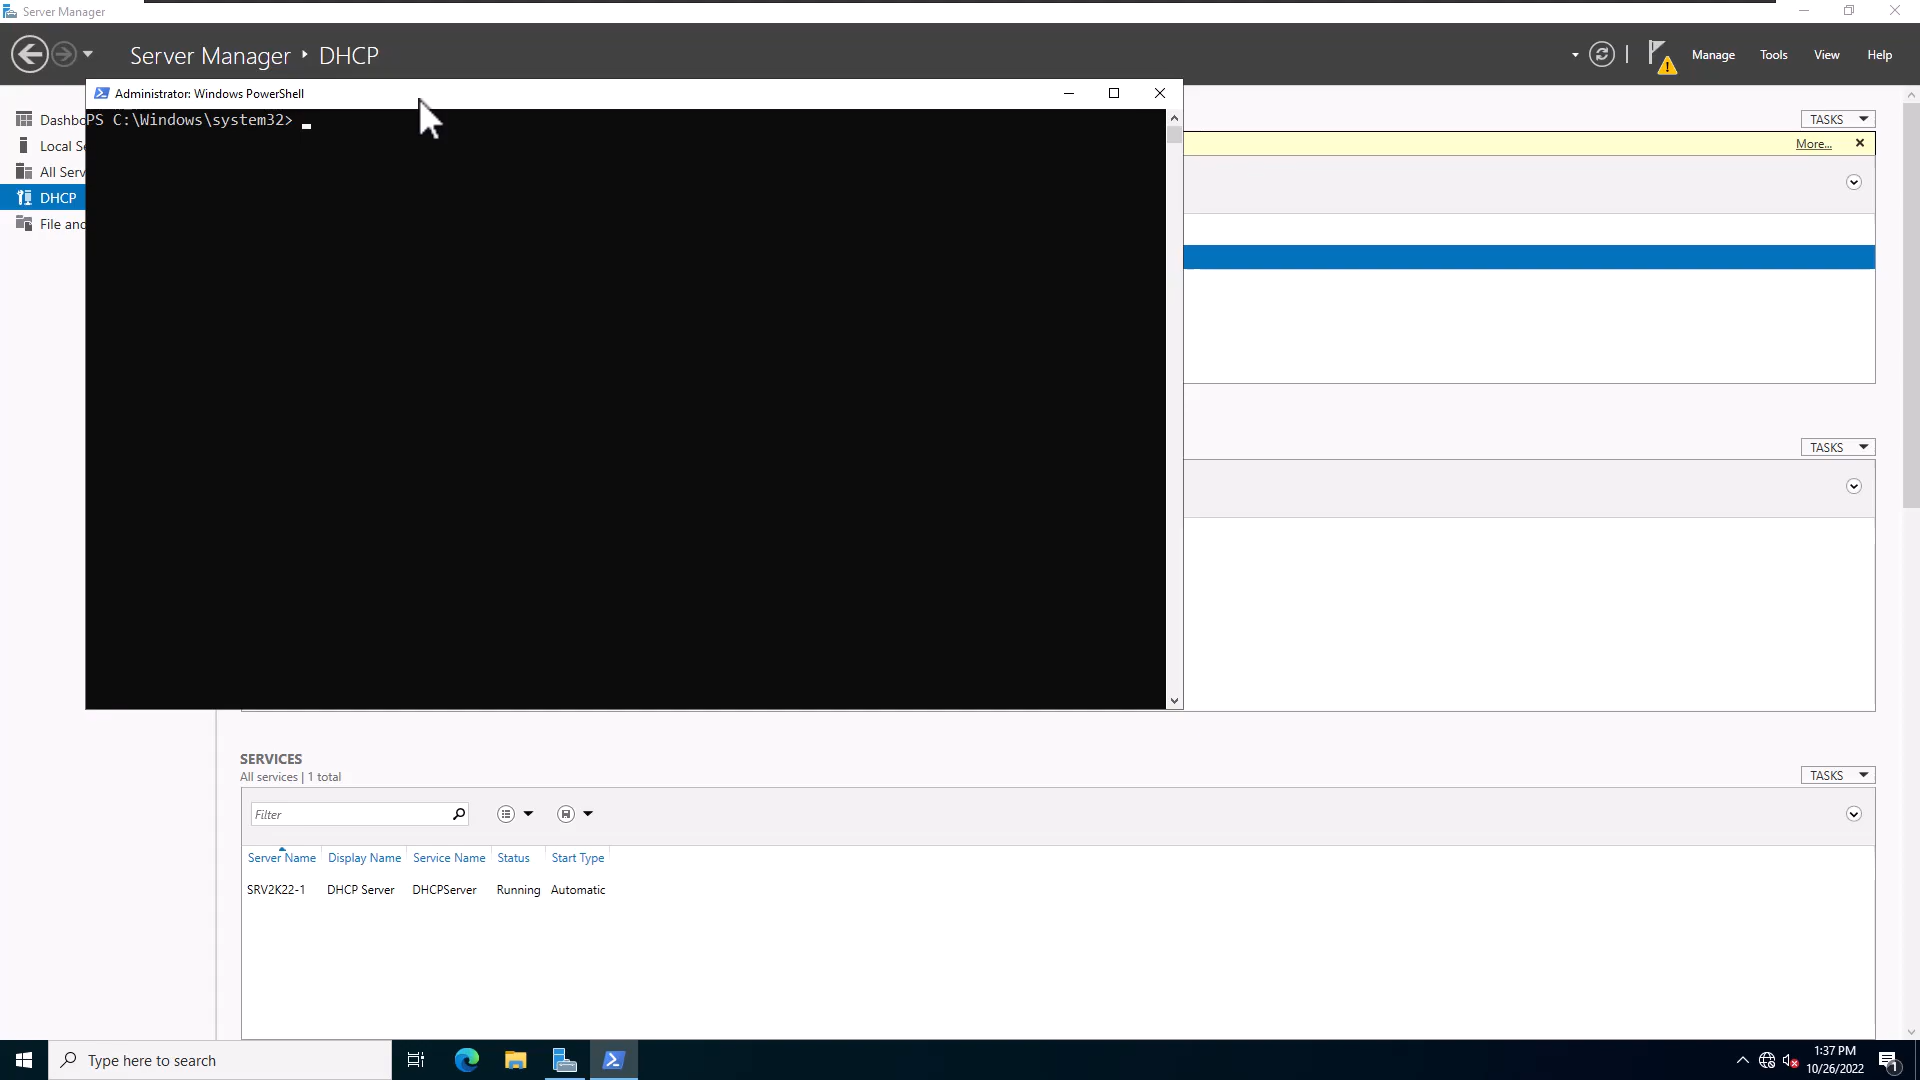 Server Manager
Server Manager • DHCP
Manage Tools View Help
Administrator: Windows PowerShell
PS C:\Windows\system32> _
Dashbo
Local Se
All Serv
DHCP
File and
TASKS
More...
TASKS
SERVICES
All services | 1 total
TASKS
Filter
Server Name Display Name Service Name Status Start Type
SRV2K22-1 DHCP Server DHCPServer Running Automatic
Type here to search
1:37 PM
10/26/2022
1